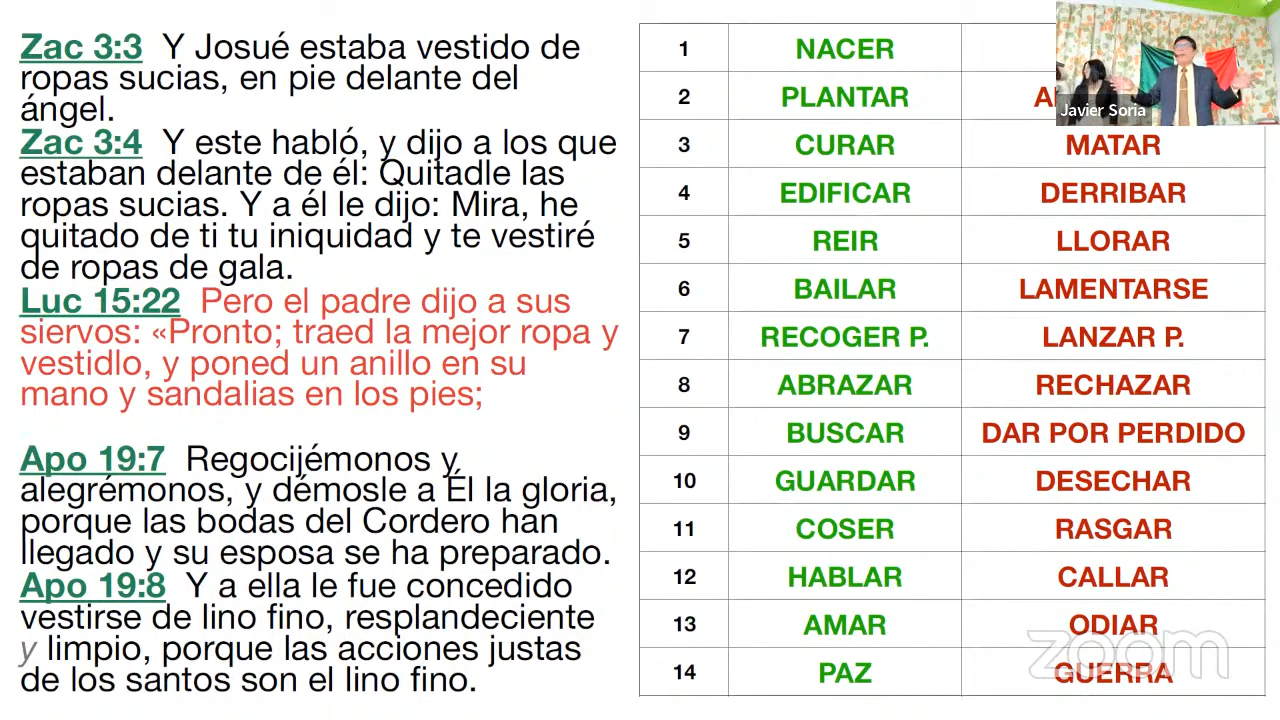 Zac 3:3 Y Josué estaba vestido de
ropas sucias, en pie delante del
ángel.
Zac 3:4 Y este habló, y dijo a los que
estaban delante de él: Quitadle las
ropas sucias. Y a él le dijo: Mira, he
quitado de ti tu iniquidad y te vestiré
de ropas de gala.
Luc 15:22 Pero el padre dijo a sus
siervos: «Pronto; traed la mejor ropa y
vestidlo, y poned un anillo en su
mano y sandalias en los pies;
Apo 19:7 Regocijémonos y
alegrémonos, y démosle a Él la gloria,
porque las bodas del Cordero han
llegado y su esposa se ha preparado.
Apo 19:8 Y a ella le fue concedido
vestirse de lino fino, resplandeciente
y limpio, porque las acciones justas
de los santos son el lino fino.
1 NACER
2 PLANTAR
3 CURAR MATAR
4 EDIFICAR DERRIBAR
5 REIR LLORAR
6 BAILAR LAMENTARSE
7 RECOGER P. LANZAR P.
8 ABRAZAR RECHAZAR
9 BUSCAR DAR POR PERDIDO
10 GUARDAR DESECHAR
11 COSER RASGAR
12 HABLAR CALLAR
13 AMAR ODIAR
14 PAZ GUERRA
Javier Soria
zoom